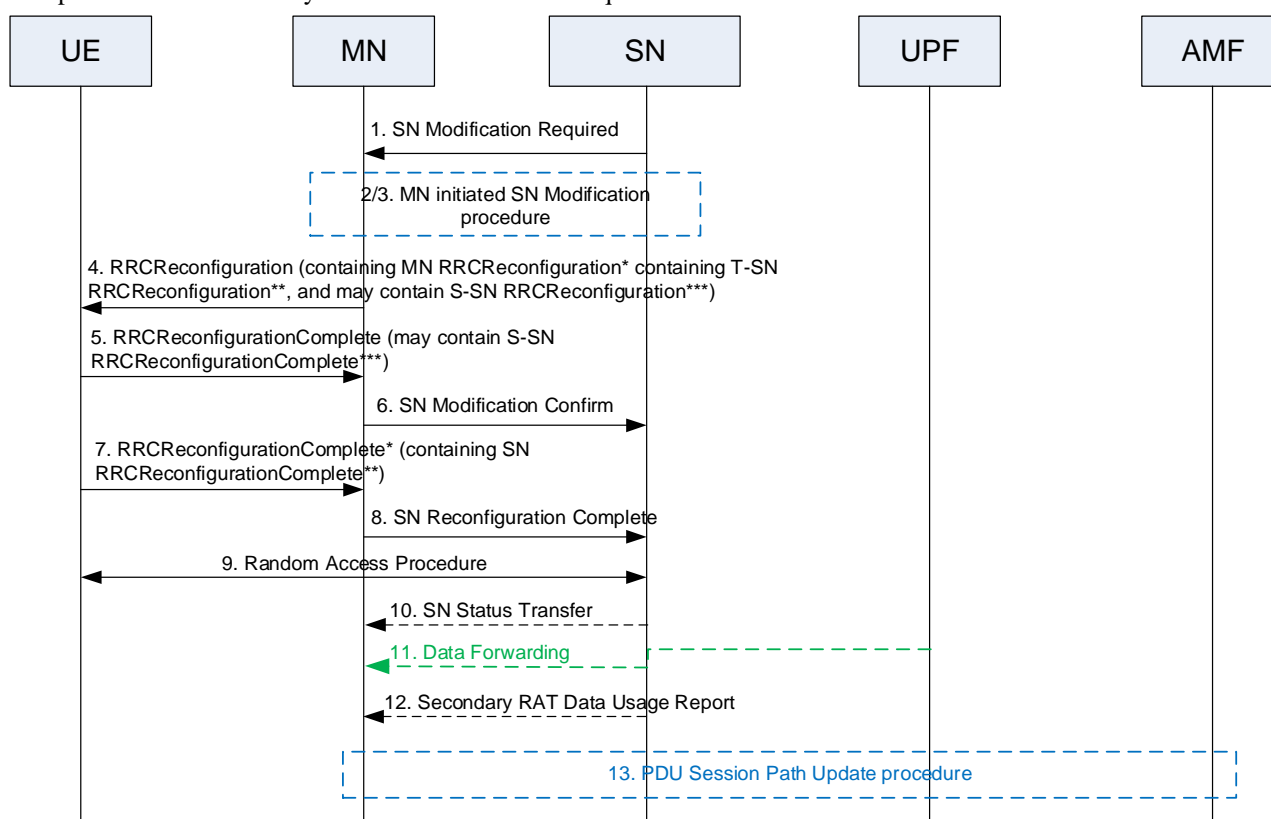 UE
MN
SN
UPF
AMF
1. SN Modification Required
2/3. MN initiated SN Modification
procedure
4. RRCReconfiguration (containing MN RRCReconfiguration* containing T-SN
RRCReconfiguration**, and may contain S-SN RRCReconfiguration***)
5. RRCReconfigurationComplete (may contain S-SN
RRCReconfigurationComplete***)
6. SN Modification Confirm
7. RRCReconfigurationComplete* (containing SN
RRCReconfigurationComplete**)
8. SN Reconfiguration Complete
9. Random Access Procedure
10. SN Status Transfer
11. Data Forwarding
12. Secondary RAT Data Usage Report
13. PDU Session Path Update procedure